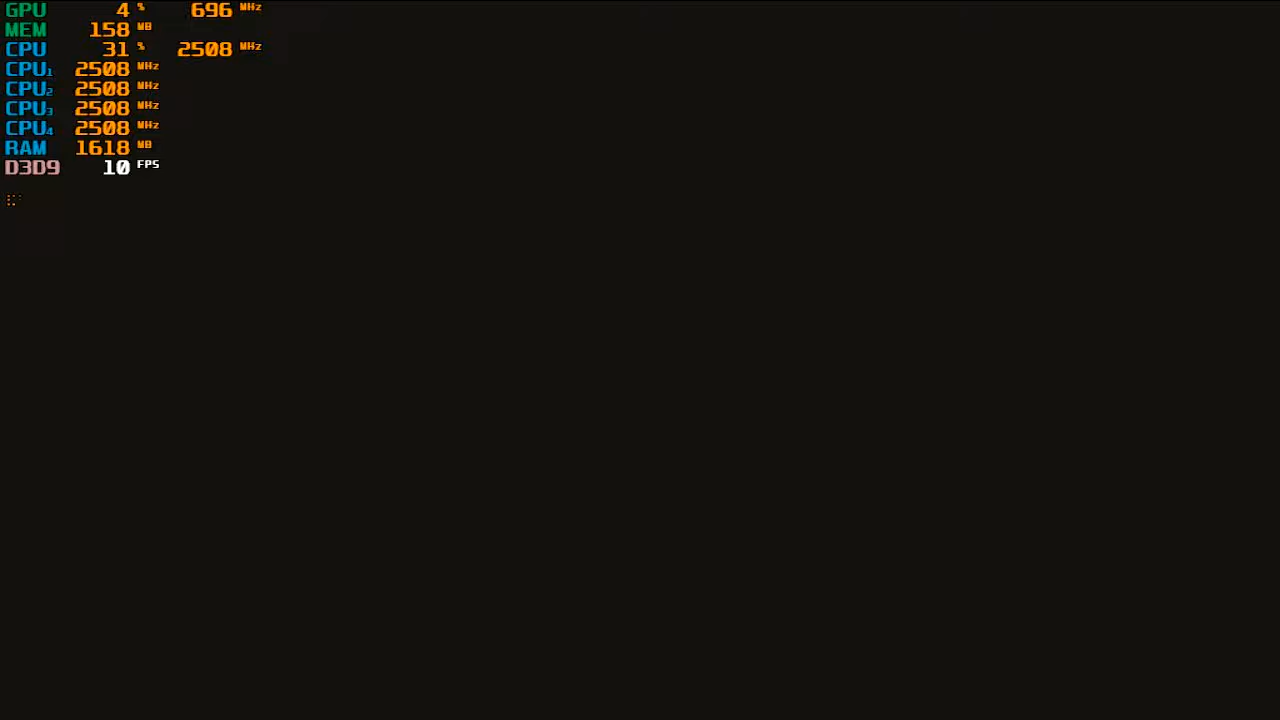 GPU 4 % 696 MHz
MEM 158 MB
CPU 31 % 2508 MHz
CPU1 2508 MHz
CPU2 2508 MHz
CPU3 2508 MHz
CPU4 2508 MHz
RAM 1618 MB
D3D9 10 FPS